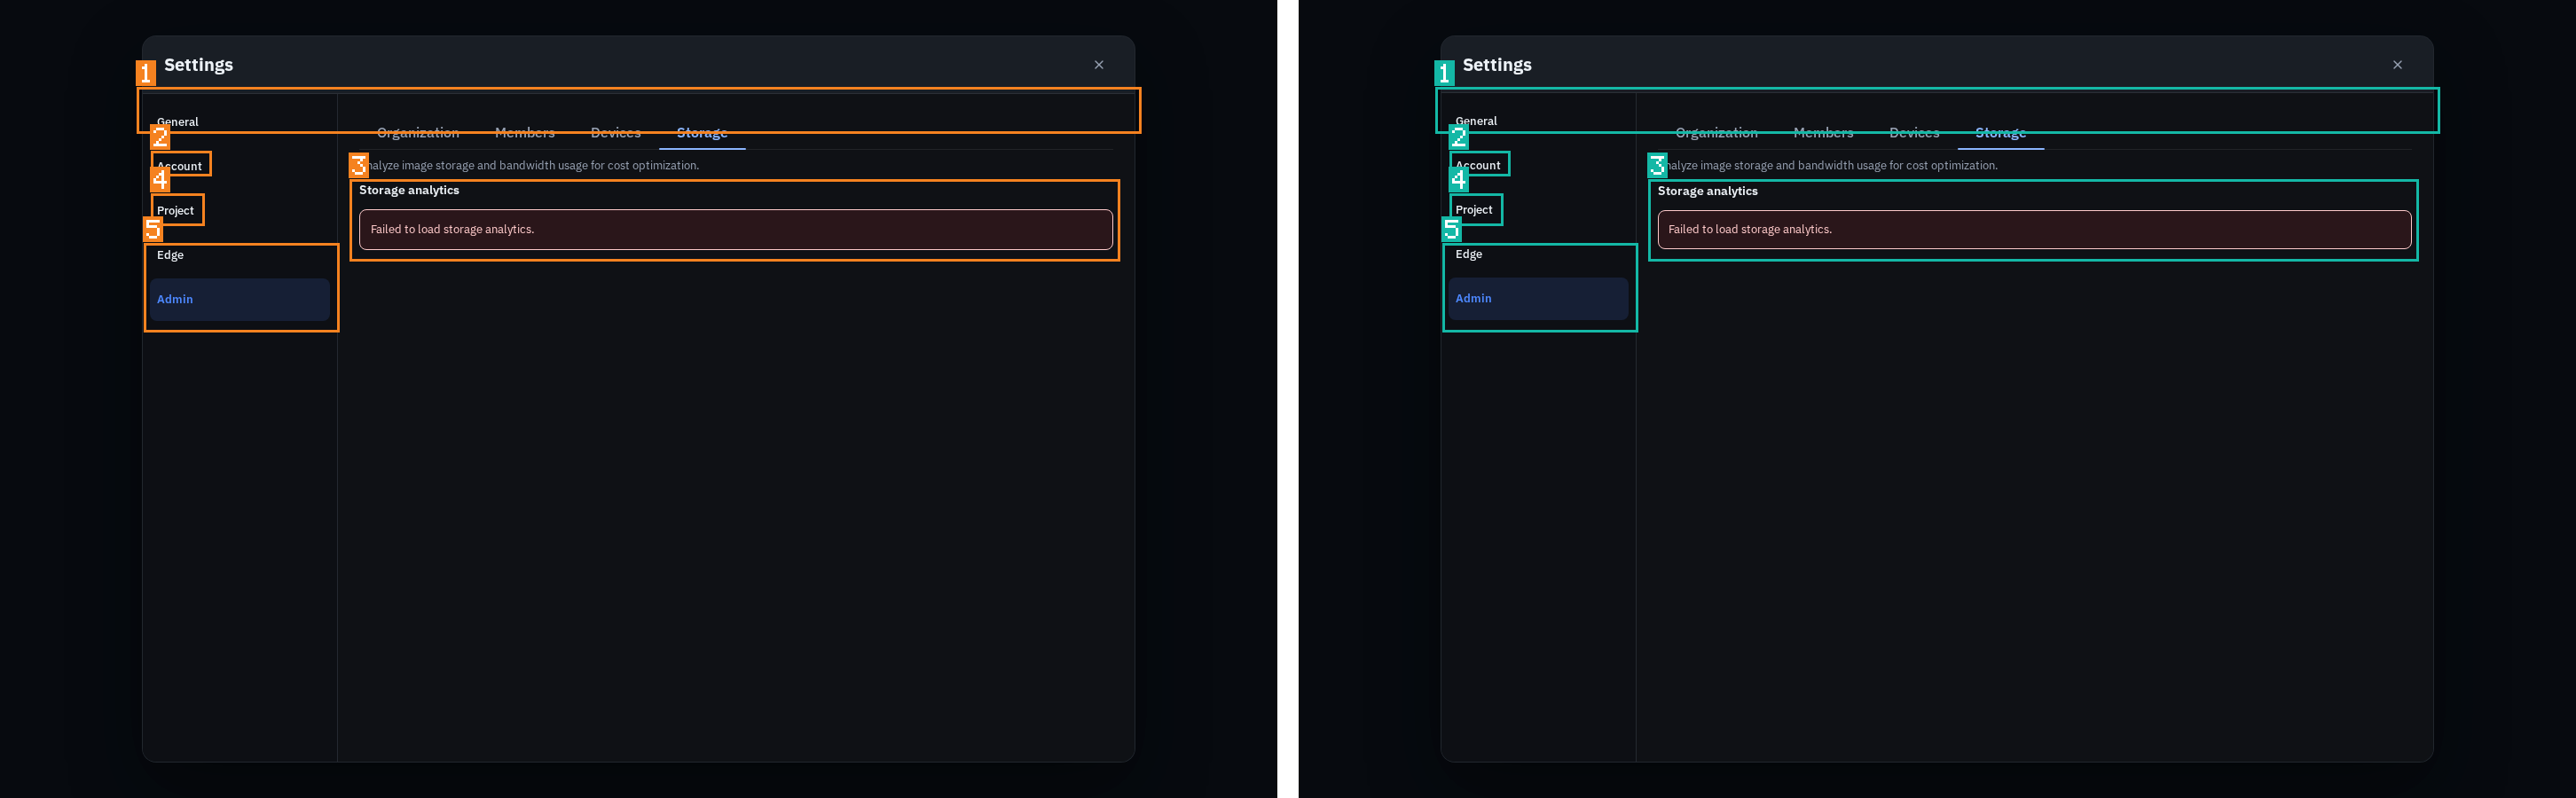 Settings
×
1
General
2
Organization Members Devices Storage
Account
3
Analyze image storage and bandwidth usage for cost optimization.
4
Storage analytics
Project
5
Failed to load storage analytics.
Edge
Admin
Settings
×
1
General
2
Organization Members Devices Storage
Account
3
Analyze image storage and bandwidth usage for cost optimization.
4
Storage analytics
Project
5
Failed to load storage analytics.
Edge
Admin